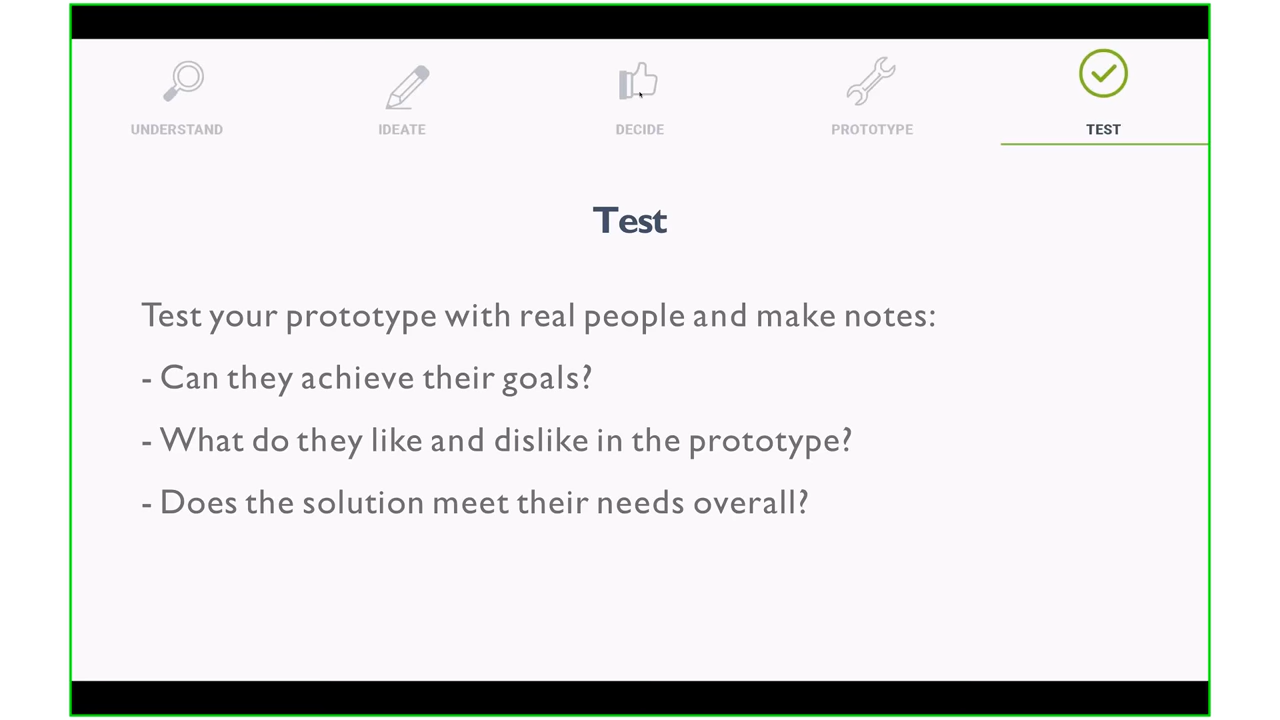 UNDERSTAND
IDEATE
DECIDE
PROTOTYPE
TEST
Test
Test your prototype with real people and make notes:
- Can they achieve their goals?
- What do they like and dislike in the prototype?
- Does the solution meet their needs overall?